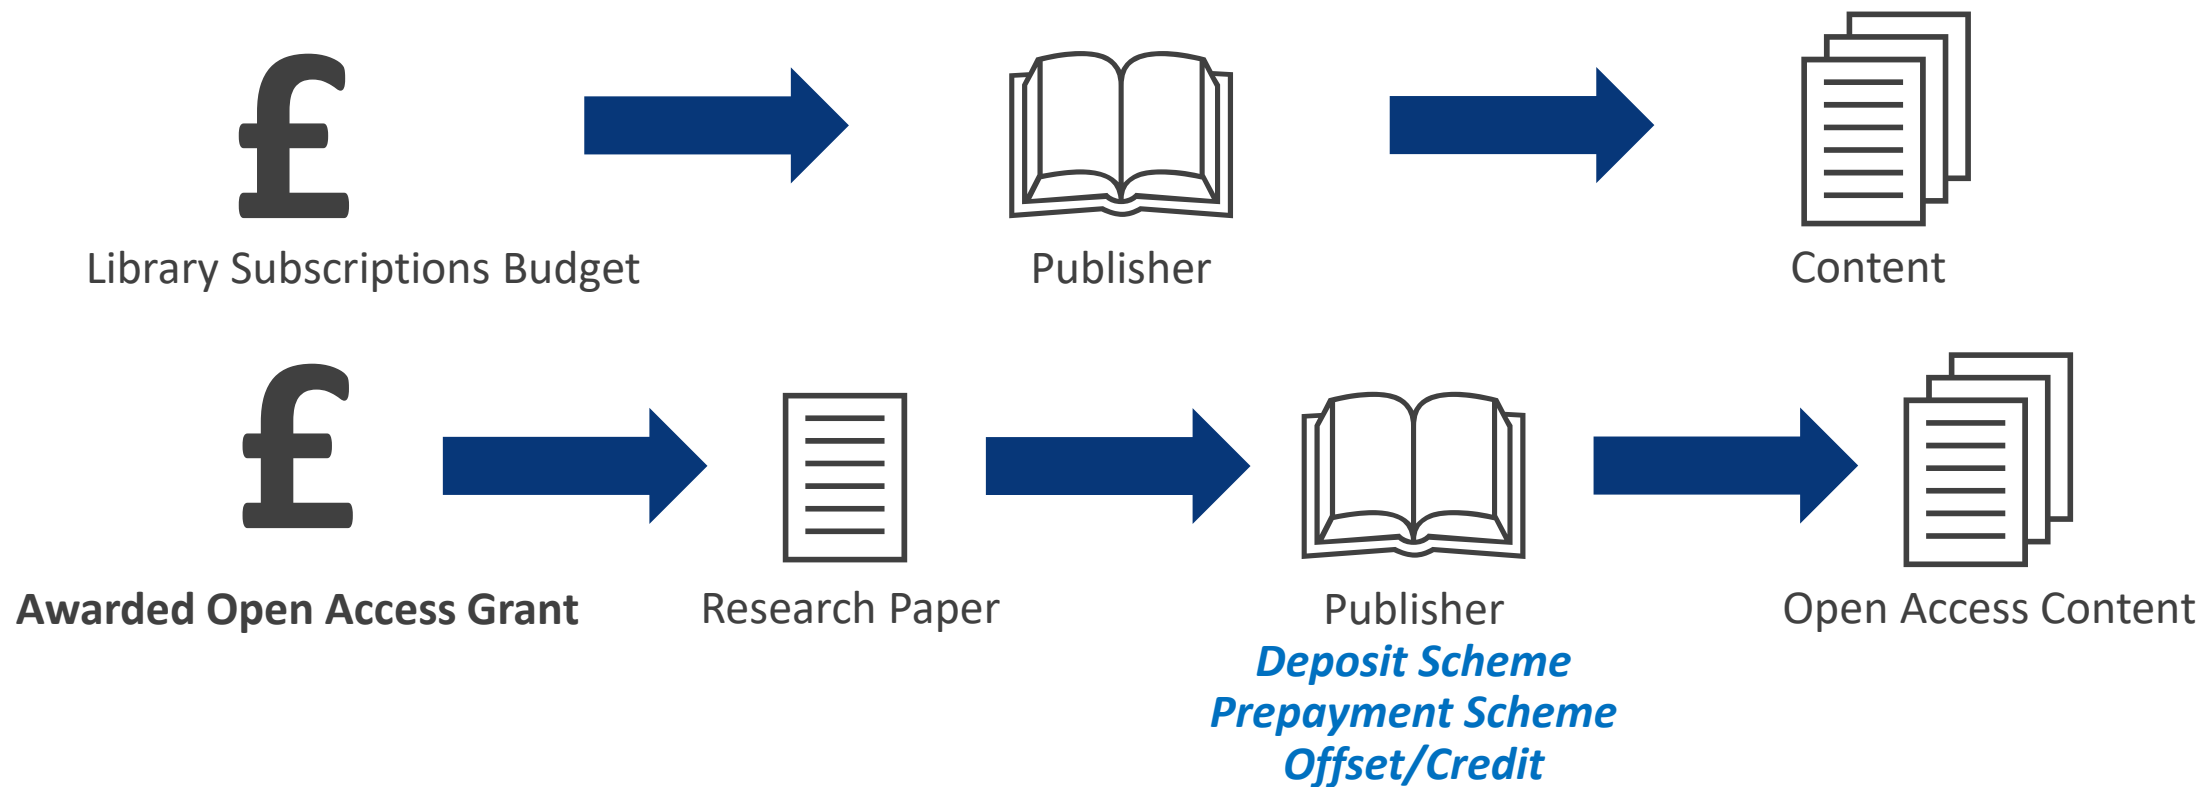 £
Library Subscriptions Budget
Publisher
Content
£
Awarded Open Access Grant
Research Paper
Publisher
Deposit Scheme
Prepayment Scheme
Offset/Credit
Open Access Content